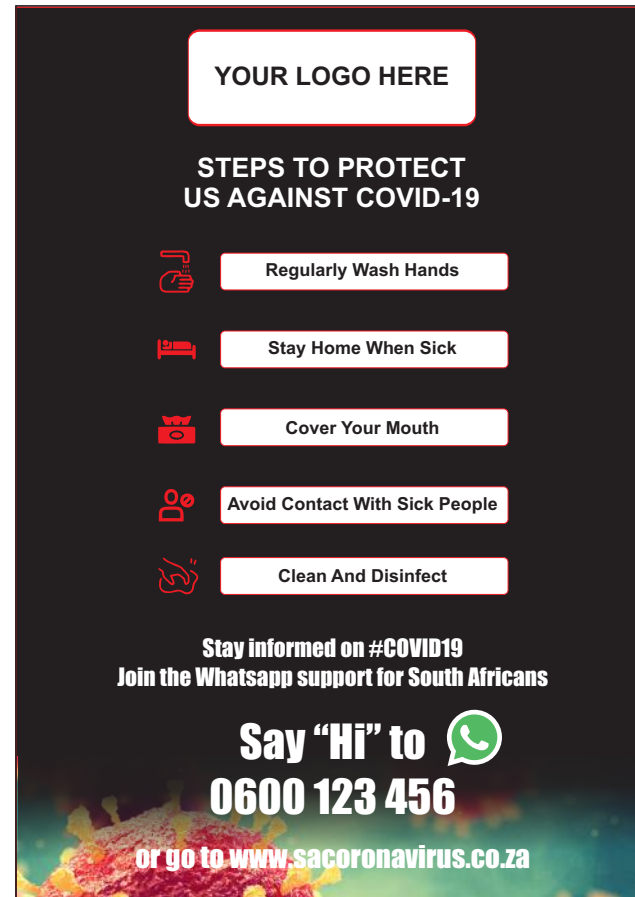 YOUR LOGO HERE
STEPS TO PROTECT
US AGAINST COVID-19
Regularly Wash Hands
Stay Home When Sick
Cover Your Mouth
Avoid Contact With Sick People
Clean And Disinfect
Stay informed on #COVID19
Join the Whatsapp support for South Africans
Say “Hi” to
0600 123 456
or go to www.sacoronavirus.co.za